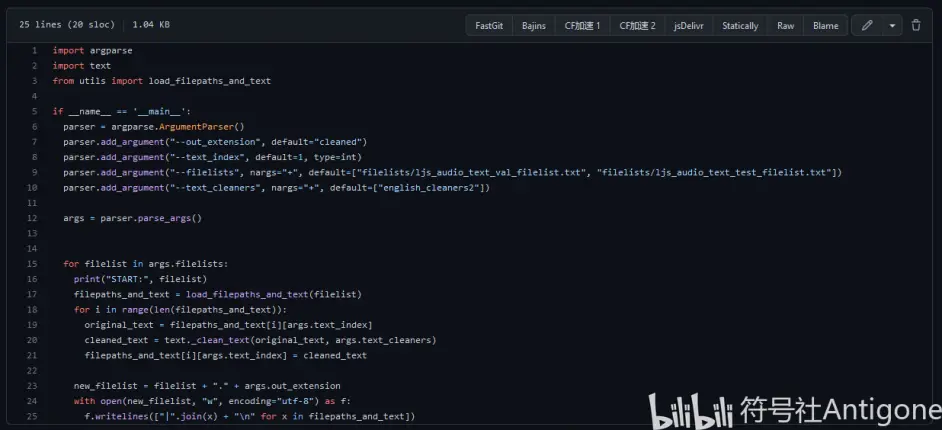 25 lines (20 sloc) | 1.04 KB FastGit Bajins CF加速 1 CF加速 2 jsDelivr Statically Raw Blame
1 import argparse
2 import text
3 from utils import load_filepaths_and_text
4
5 if __name__ == '__main__':
6   parser = argparse.ArgumentParser()
7   parser.add_argument("--out_extension", default="cleaned")
8   parser.add_argument("--text_index", default=1, type=int)
9   parser.add_argument("--filelists", nargs="+", default=["filelists/ljs_audio_text_val_filelist.txt", "filelists/ljs_audio_text_test_filelist.txt"])
10   parser.add_argument("--text_cleaners", nargs="+", default=["english_cleaners2"])
11
12   args = parser.parse_args()
13
14
15   for filelist in args.filelists:
16     print("START:", filelist)
17     filepaths_and_text = load_filepaths_and_text(filelist)
18     for i in range(len(filepaths_and_text)):
19       original_text = filepaths_and_text[i][args.text_index]
20       cleaned_text = text._clean_text(original_text, args.text_cleaners)
21       filepaths_and_text[i][args.text_index] = cleaned_text
22
23     new_filelist = filelist + "." + args.out_extension
24     with open(new_filelist, "w", encoding="utf-8") as f:
25       f.writelines(["|".join(x) + "\n" for x in filepaths_and_text])
bilibili 符号社Antigone